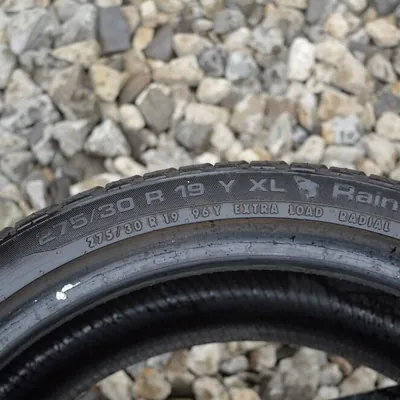 275/30 R 19 Y XL Rain
275/30 R 19 96Y EXTRA LOAD RADIAL